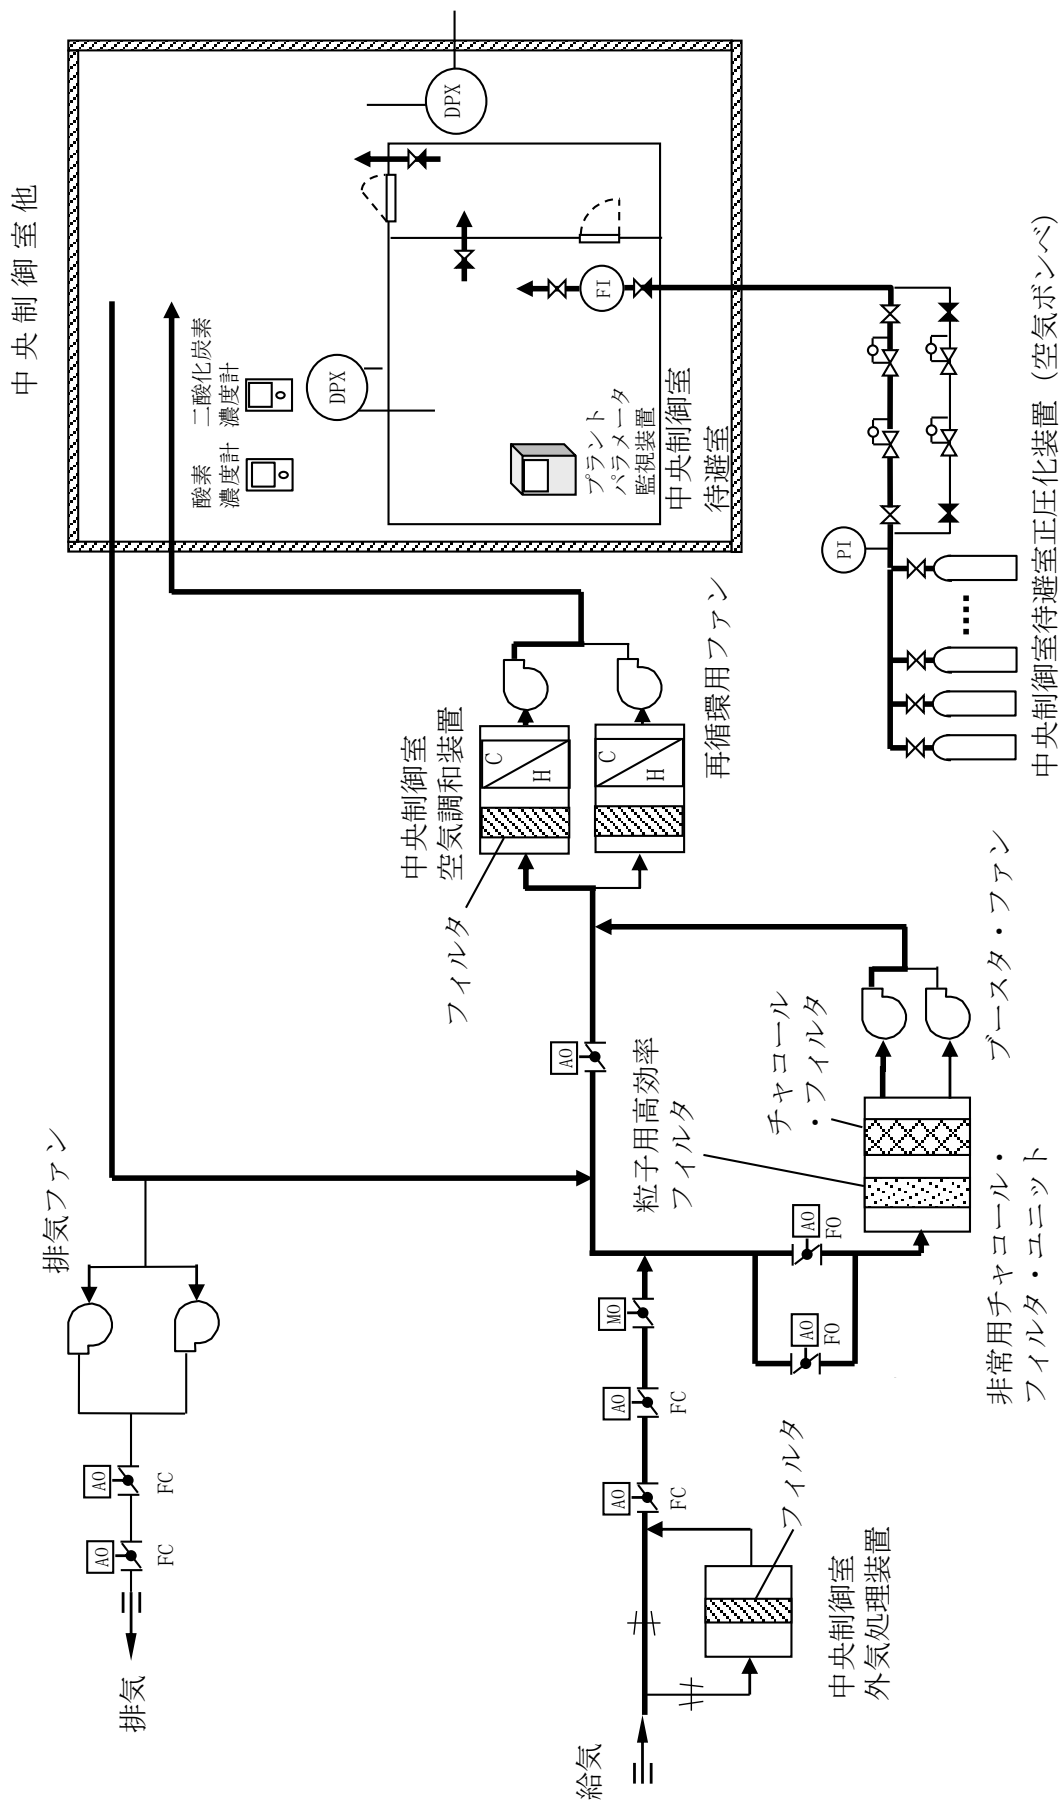 中央制御室他
DPX
二酸化炭素
濃度計
酸素
濃度計
DPX
FI
プラント
パラメータ
監視装置
中央制御室
待避室
PI
中央制御室待避室正圧化装置（空気ボンベ）
中央制御室
空気調和装置
C
H
C
H
再循環用ファン
フィルタ
AO
粒子用高効率
フィルタ
チャコール
・フィルタ
ブースタ・ファン
非常用チャコール・
フィルタ・ユニット
AO
FO
AO
FO
MO
AO
FC
AO
FC
フィルタ
中央制御室
外気処理装置
給気
排気ファン
AO
FC
AO
FC
排気